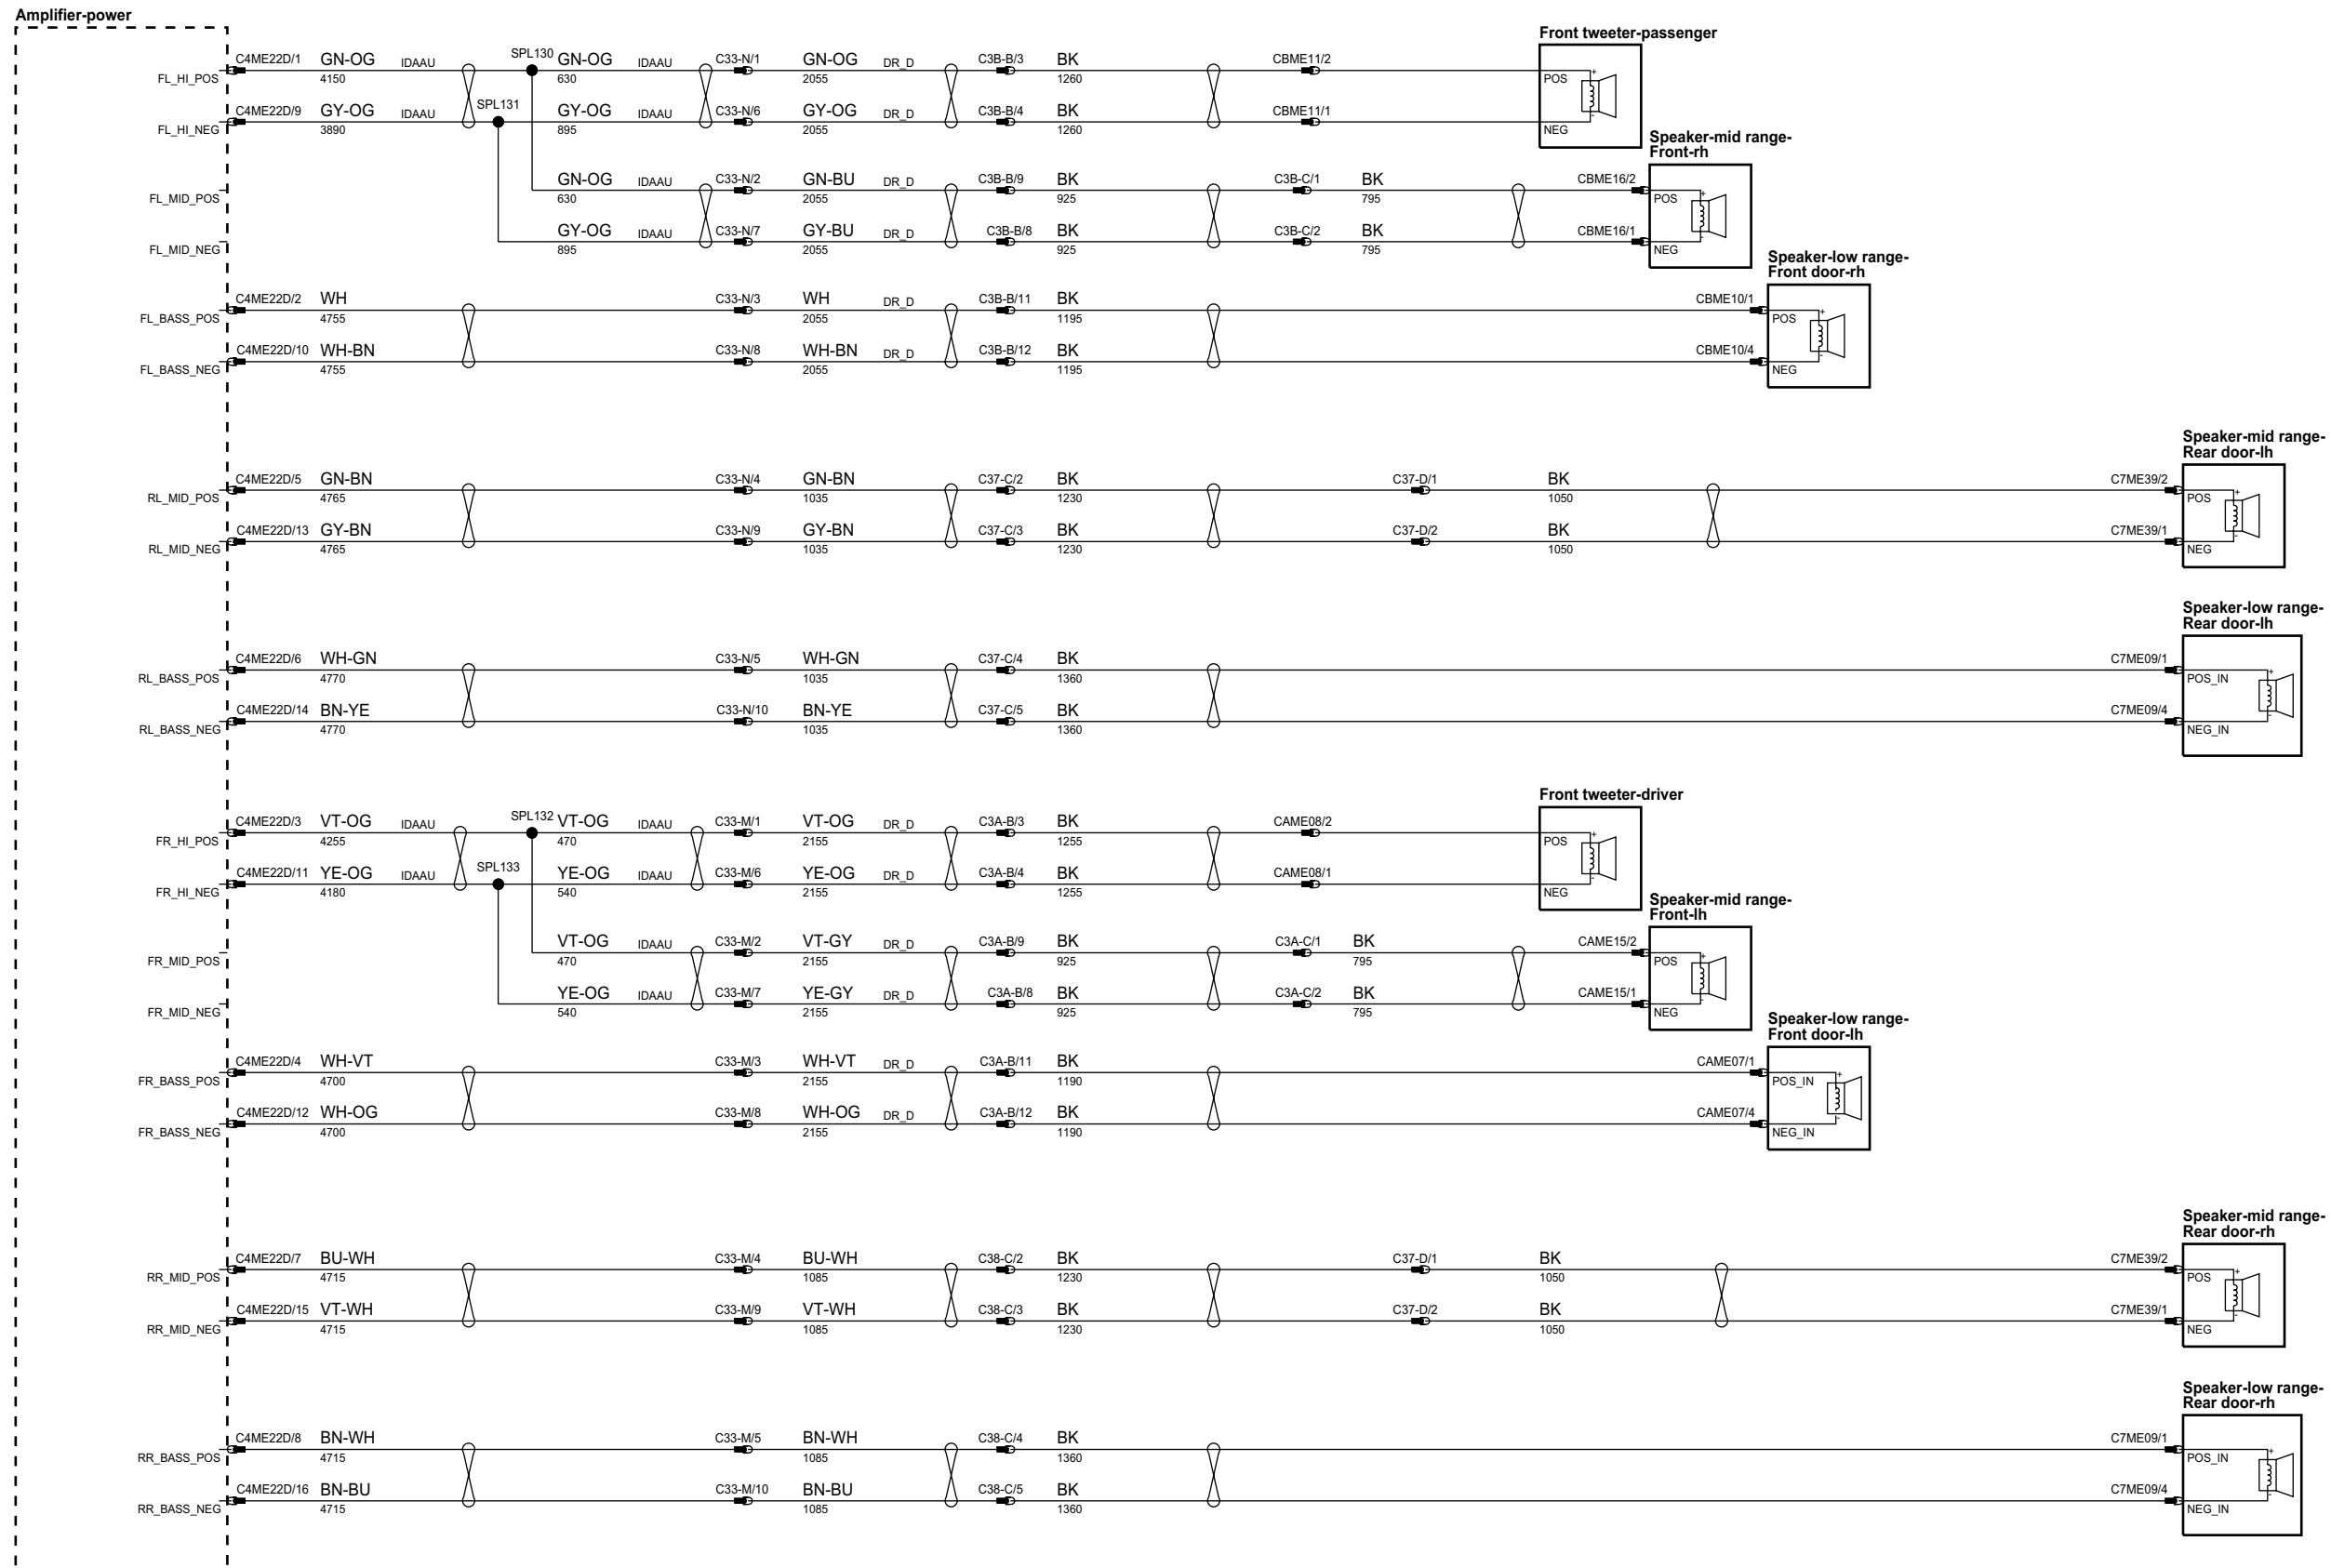 Amplifier-power
Front tweeter-passenger
C4ME22D/1 GN-OG IDAAU SPL130 GN-OG IDAAU C33-N/1 GN-OG DR_D C3B-B/3 BK CBME11/2
FL_HI_POS 4150 630 2055 1260 POS + -
C4ME22D/9 GY-OG IDAAU SPL131 GY-OG IDAAU C33-N/6 GY-OG DR_D C3B-B/4 BK CBME11/1
FL_HI_NEG 3890 895 2055 1260 NEG
Speaker-mid range-
Front-rh
GN-OG IDAAU C33-N/2 GN-BU DR_D C3B-B/9 BK C3B-C/1 BK CBME16/2
FL_MID_POS 630 2055 925 795 POS + -
GY-OG IDAAU C33-N/7 GY-BU DR_D C3B-B/8 BK C3B-C/2 BK CBME16/1
FL_MID_NEG 895 2055 925 795 NEG
Speaker-low range-
Front door-rh
C4ME22D/2 WH C33-N/3 WH DR_D C3B-B/11 BK CBME10/1
FL_BASS_POS 4755 2055 1195 POS + -
C4ME22D/10 WH-BN C33-N/8 WH-BN DR_D C3B-B/12 BK CBME10/4
FL_BASS_NEG 4755 2055 1195 NEG
Speaker-mid range-
Rear door-lh
C4ME22D/5 GN-BN C33-N/4 GN-BN C37-C/2 BK C37-D/1 BK C7ME39/2
RL_MID_POS 4765 1035 1230 1050 POS + -
C4ME22D/13 GY-BN C33-N/9 GY-BN C37-C/3 BK C37-D/2 BK C7ME39/1
RL_MID_NEG 4765 1035 1230 1050 NEG
Speaker-low range-
Rear door-lh
C4ME22D/6 WH-GN C33-N/5 WH-GN C37-C/4 BK C7ME09/1
RL_BASS_POS 4770 1035 1360 POS_IN + -
C4ME22D/14 BN-YE C33-N/10 BN-YE C37-C/5 BK C7ME09/4
RL_BASS_NEG 4770 1035 1360 NEG_IN
Front tweeter-driver
C4ME22D/3 VT-OG IDAAU SPL132 VT-OG IDAAU C33-M/1 VT-OG DR_D C3A-B/3 BK CAME08/2
FR_HI_POS 4255 470 2155 1255 POS + -
C4ME22D/11 YE-OG IDAAU SPL133 YE-OG IDAAU C33-M/6 YE-OG DR_D C3A-B/4 BK CAME08/1
FR_HI_NEG 4180 540 2155 1255 NEG
Speaker-mid range-
Front-lh
VT-OG IDAAU C33-M/2 VT-GY DR_D C3A-B/9 BK C3A-C/1 BK CAME15/2
FR_MID_POS 470 2155 925 795 POS + -
YE-OG IDAAU C33-M/7 YE-GY DR_D C3A-B/8 BK C3A-C/2 BK CAME15/1
FR_MID_NEG 540 2155 925 795 NEG
Speaker-low range-
Front door-lh
C4ME22D/4 WH-VT C33-M/3 WH-VT DR_D C3A-B/11 BK CAME07/1
FR_BASS_POS 4700 2155 1190 POS_IN + -
C4ME22D/12 WH-OG C33-M/8 WH-OG DR_D C3A-B/12 BK CAME07/4
FR_BASS_NEG 4700 2155 1190 NEG_IN
Speaker-mid range-
Rear door-rh
C4ME22D/7 BU-WH C33-M/4 BU-WH C38-C/2 BK C37-D/1 BK C7ME39/2
RR_MID_POS 4715 1085 1230 1050 POS + -
C4ME22D/15 VT-WH C33-M/9 VT-WH C38-C/3 BK C37-D/2 BK C7ME39/1
RR_MID_NEG 4715 1085 1230 1050 NEG
Speaker-low range-
Rear door-rh
C4ME22D/8 BN-WH C33-M/5 BN-WH C38-C/4 BK C7ME09/1
RR_BASS_POS 4715 1085 1360 POS_IN + -
C4ME22D/16 BN-BU C33-M/10 BN-BU C38-C/5 BK C7ME09/4
RR_BASS_NEG 4715 1085 1360 NEG_IN